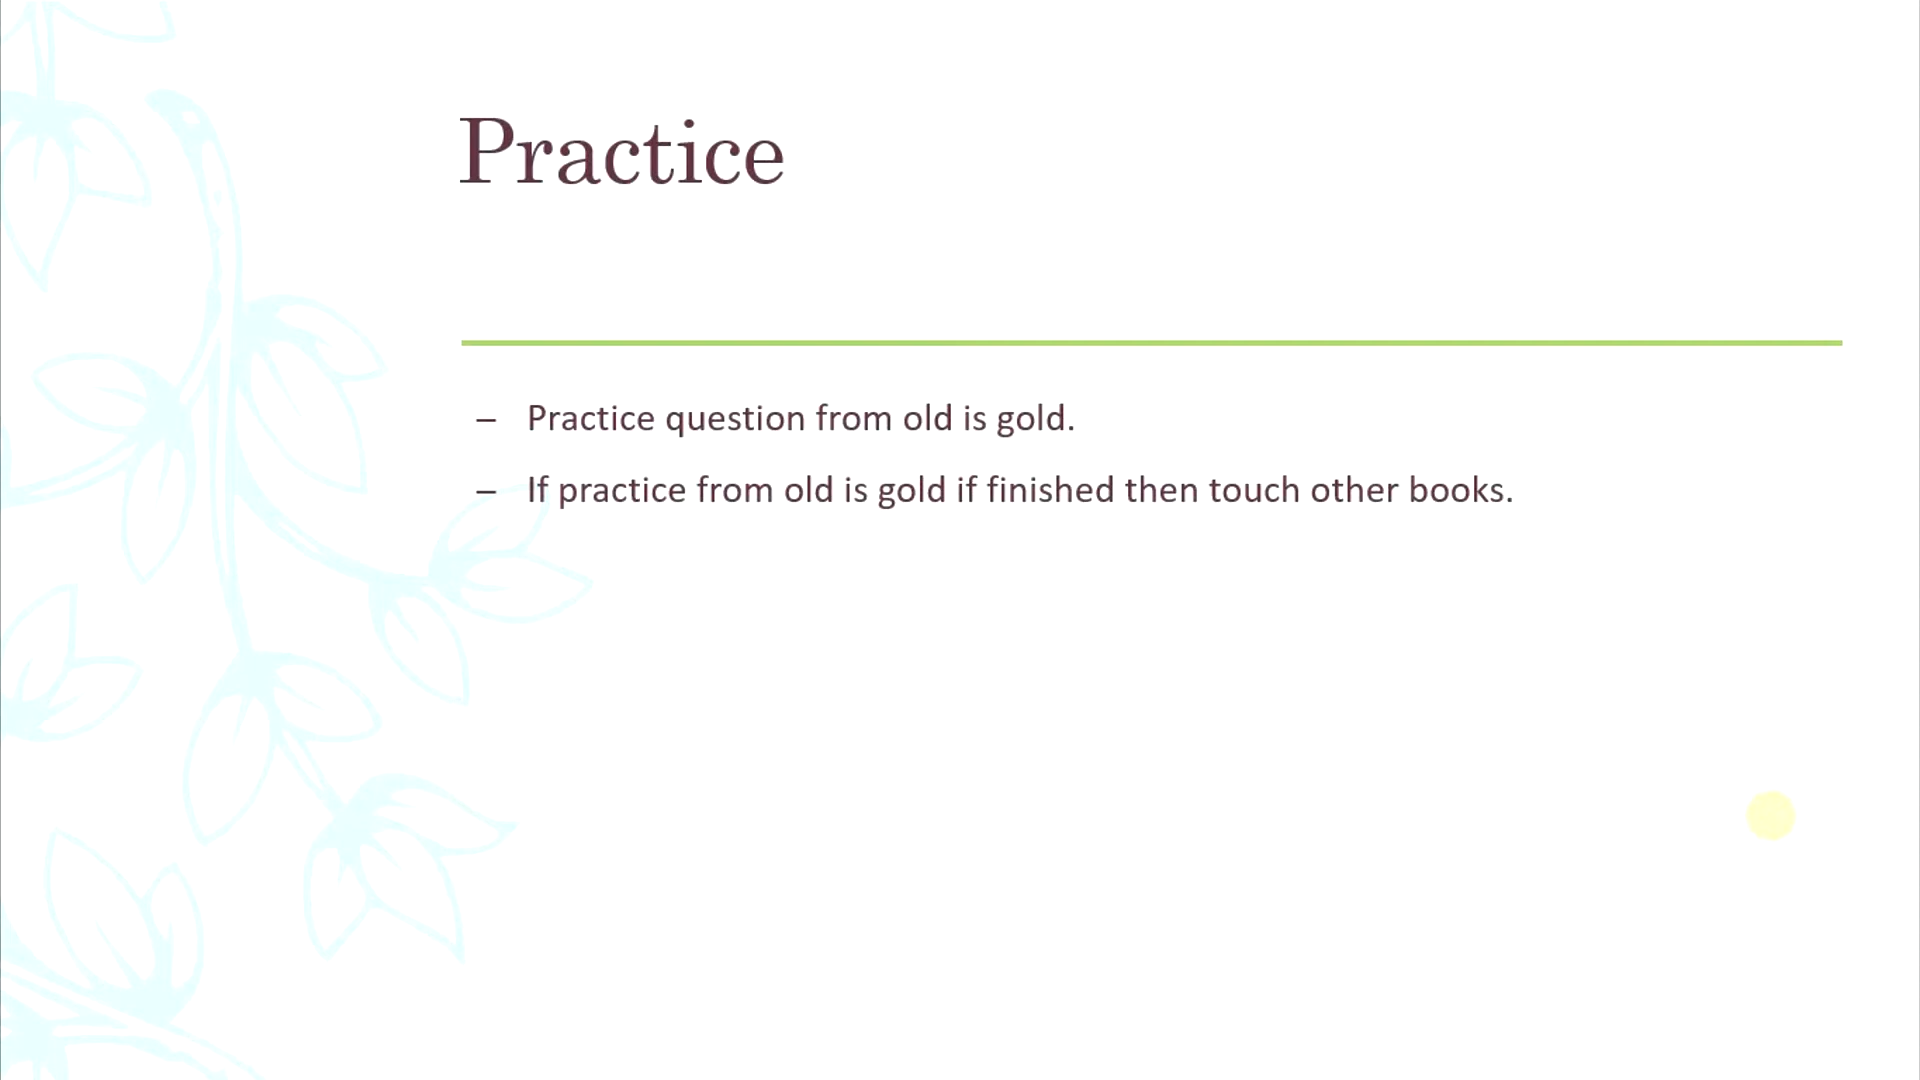 Practice
– Practice question from old is gold.
– If practice from old is gold if finished then touch other books.